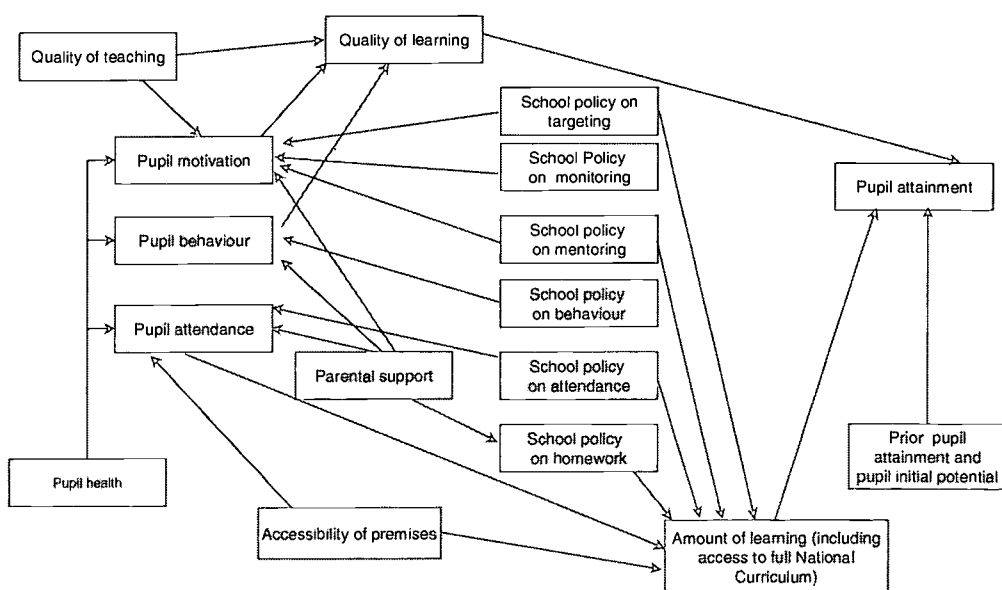 Quality of teaching
Quality of learning
School policy on
targeting
Pupil motivation
School Policy
on monitoring
Pupil attainment
Pupil behaviour
School policy
on mentoring
School policy
on behaviour
Pupil attendance
Parental support
School policy
on attendance
School policy
on homework
Prior pupil
attainment and
pupil initial potential
Pupil health
Accessibility of premises
Amount of learning (including
access to full National
Curriculum)